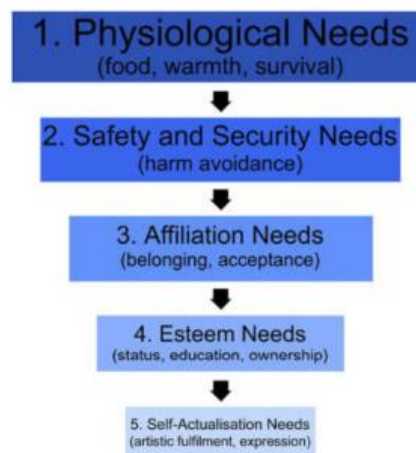 1. Physiological Needs
(food, warmth, survival)
2. Safety and Security Needs
(harm avoidance)
3. Affiliation Needs
(belonging, acceptance)
4. Esteem Needs
(status, education, ownership)
5. Self-Actualisation Needs
(artistic fulfilment, expression)